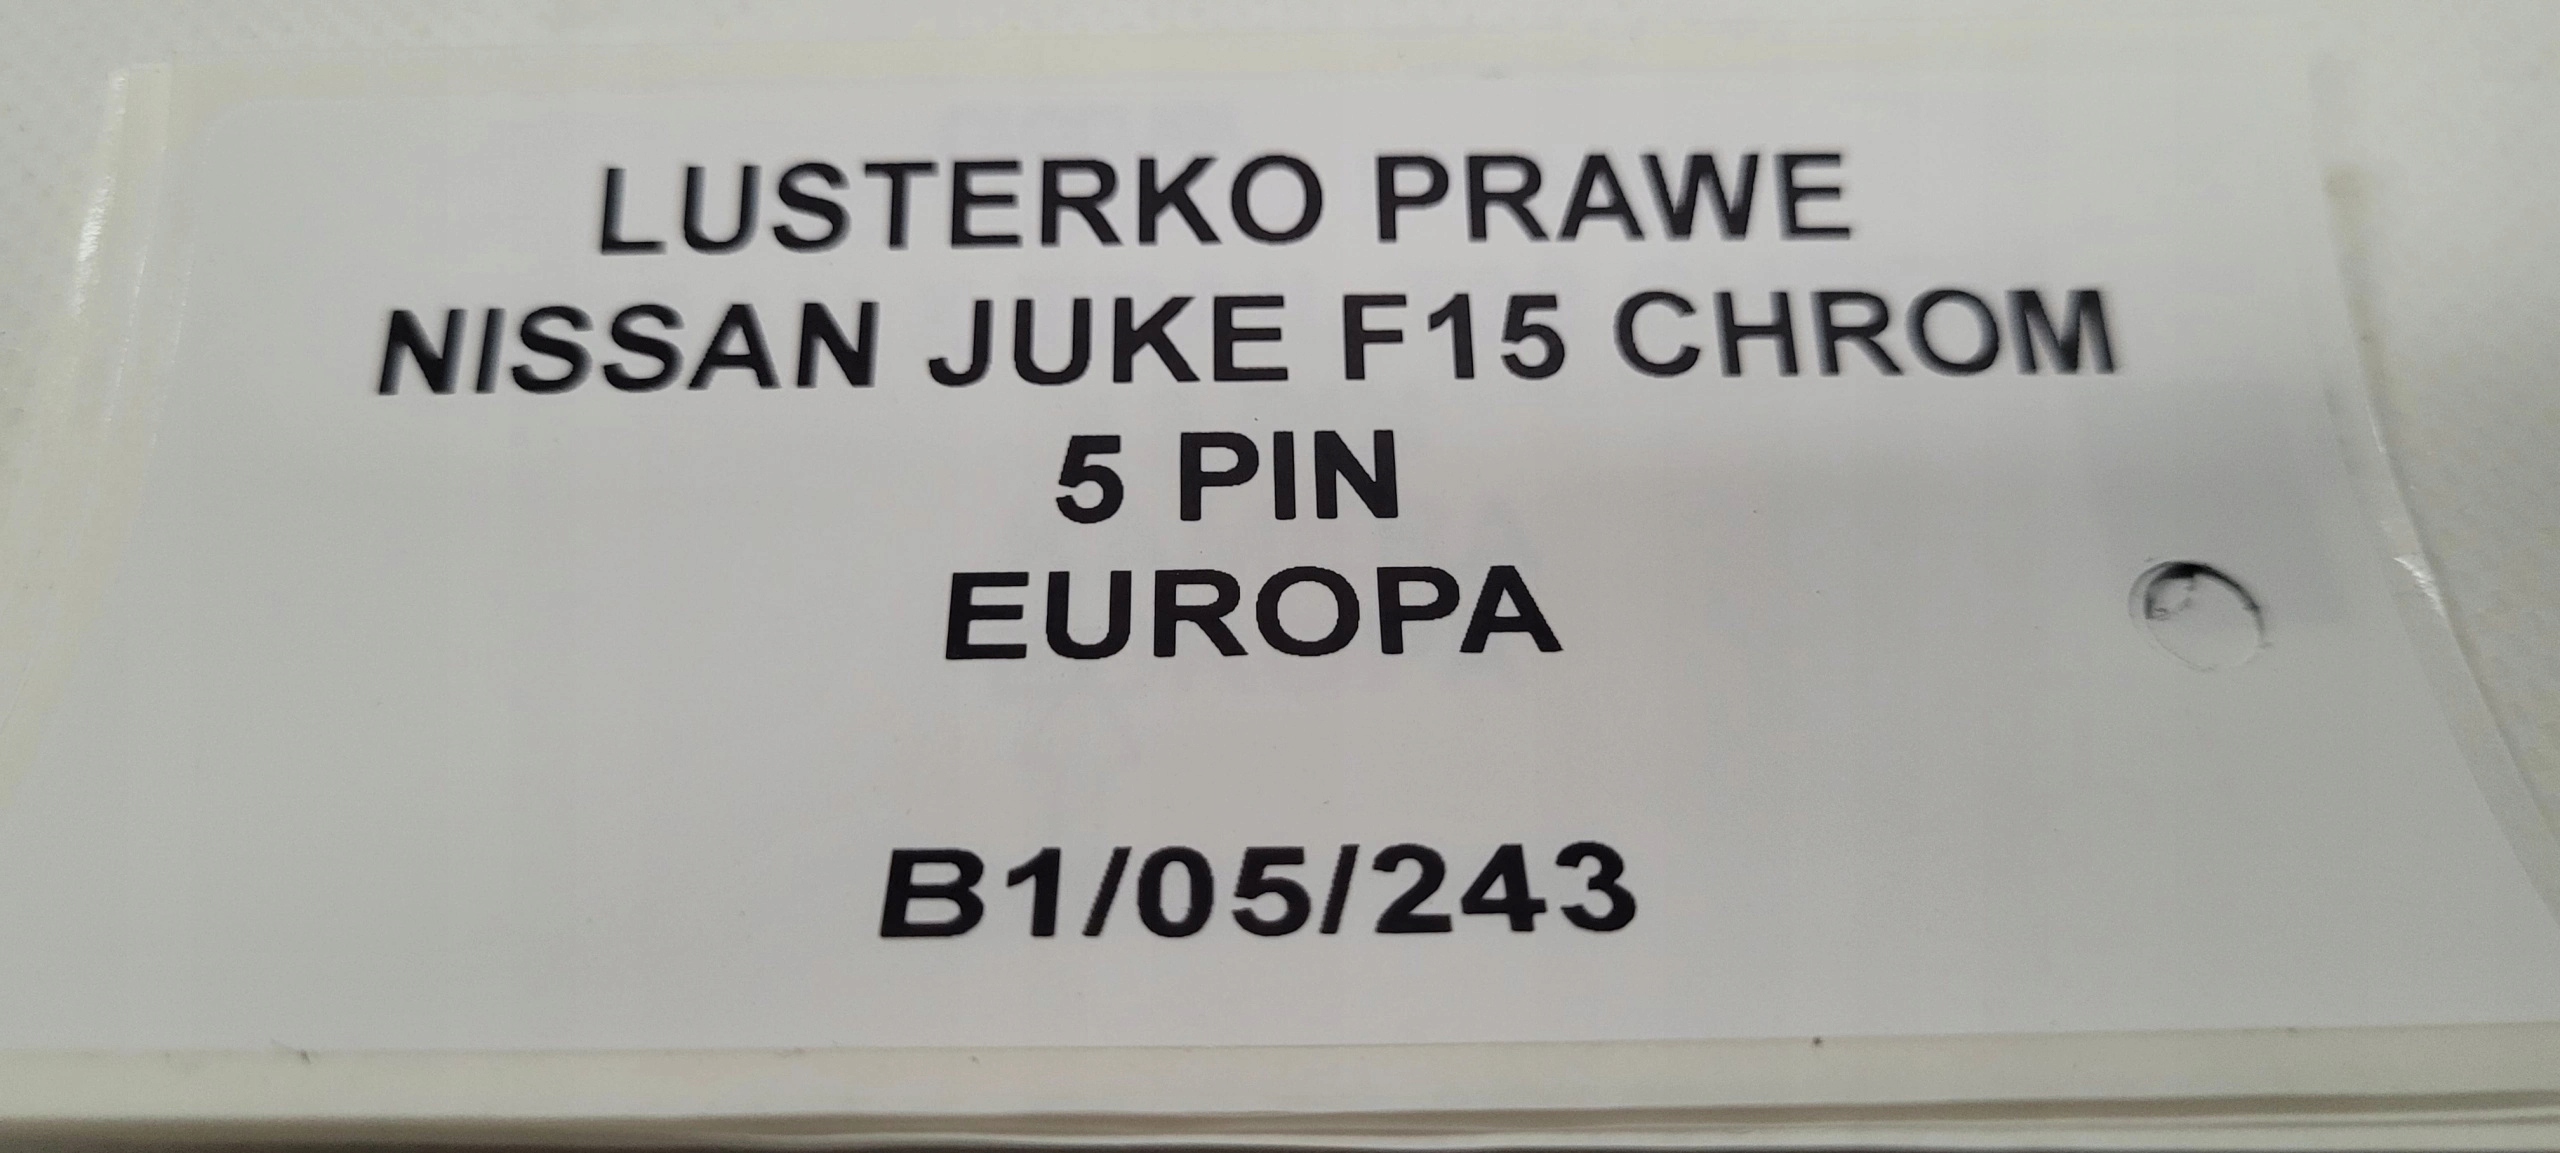 LUSTERKO PRAWE
NISSAN JUKE F15 CHROM
5 PIN
EUROPA
B1/05/243